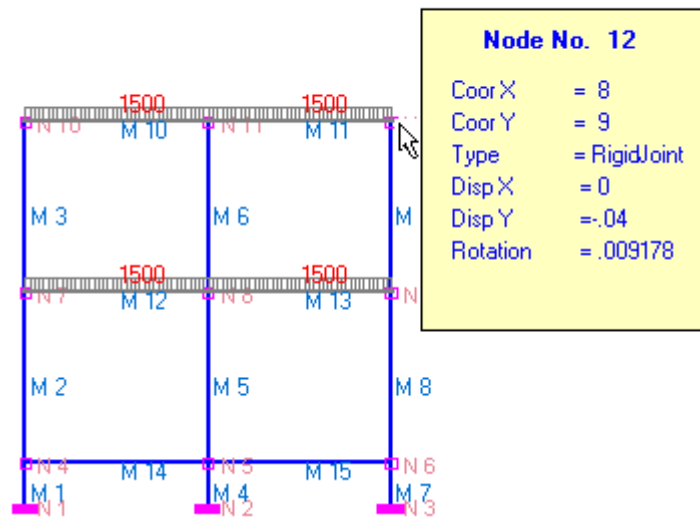 Node No. 12
Coor X = 8
Coor Y = 9
Type = RigidJoint
Disp X = 0
Disp Y =-.04
Rotation = .009178
1500 1500
N 10 M 10 N 11 M 11
M 3 M 6 M
1500 1500
N 7 M 12 N 8 M 13 N
M 2 M 5 M 8
N 4 M 14 N 5 M 15 N 6
M 1 M 4 M 7
N 1 N 2 N 3